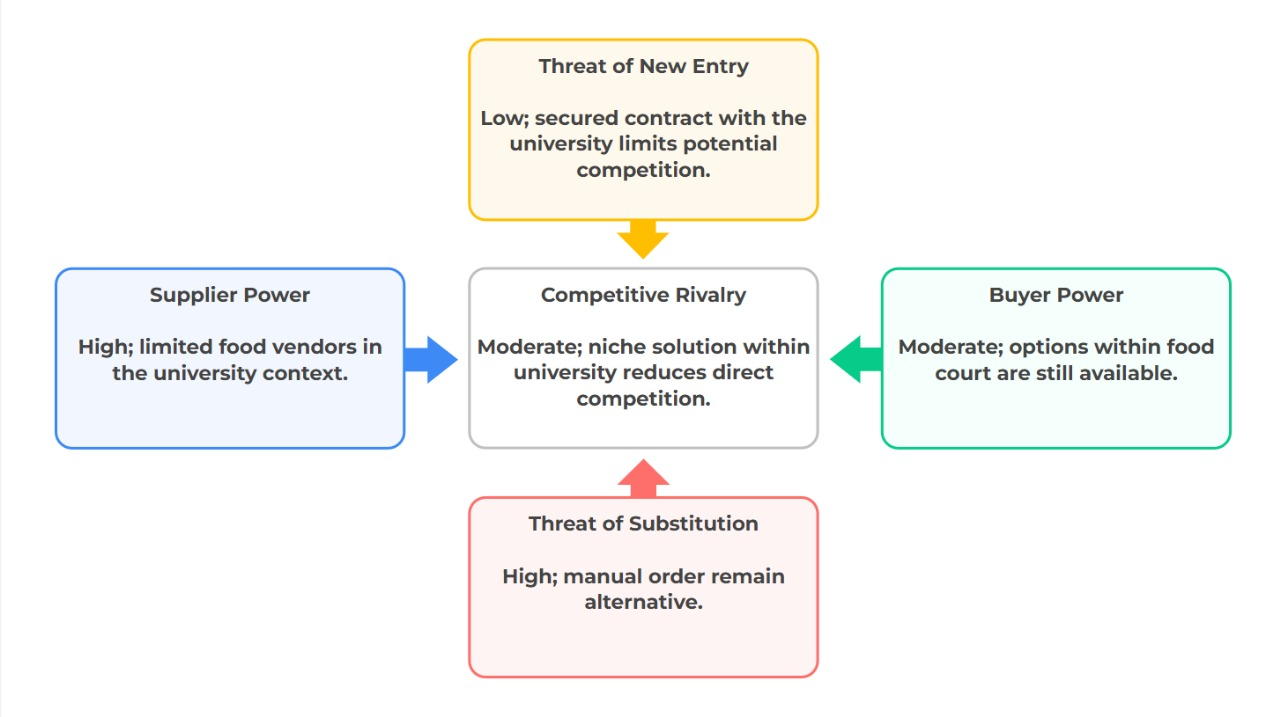 Threat of New Entry
Low; secured contract with the
university limits potential
competition.
Supplier Power
High; limited food vendors in
the university context.
Competitive Rivalry
Moderate; niche solution within
university reduces direct
competition.
Buyer Power
Moderate; options within food
court are still available.
Threat of Substitution
High; manual order remain
alternative.